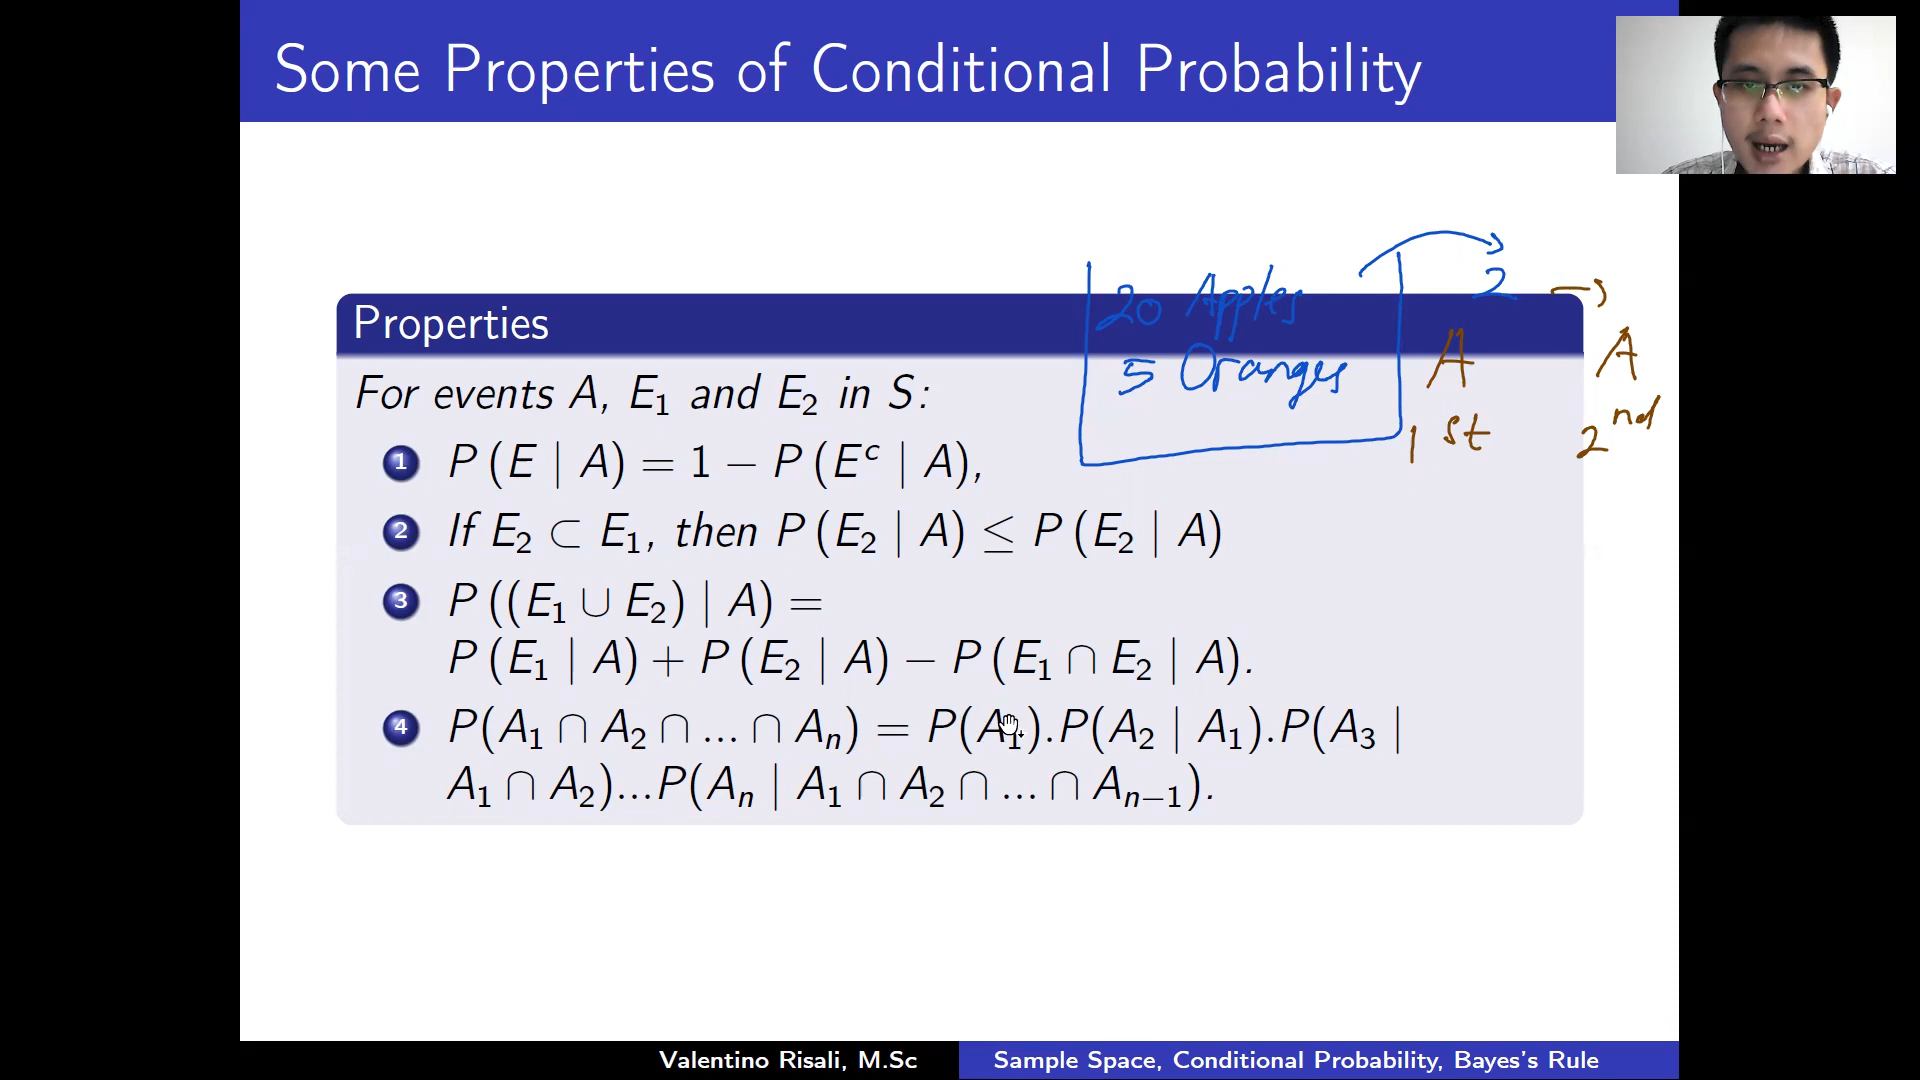 Some Properties of Conditional Probability
2
20 Apples
5 Oranges
A A
1st 2nd
Properties
For events A, E₁ and E₂ in S:
1 P(E | A) = 1 − P(Eᶜ | A),
2 If E₂ ⊂ E₁, then P(E₂ | A) ≤ P(E₂ | A)
3 P((E₁ ∪ E₂) | A) =
P(E₁ | A) + P(E₂ | A) − P(E₁ ∩ E₂ | A).
4 P(A₁ ∩ A₂ ∩ ... ∩ Aₙ) = P(A₁).P(A₂ | A₁).P(A₃ |
A₁ ∩ A₂)...P(Aₙ | A₁ ∩ A₂ ∩ ... ∩ Aₙ₋₁).
Valentino Risali, M.Sc
Sample Space, Conditional Probability, Bayes's Rule